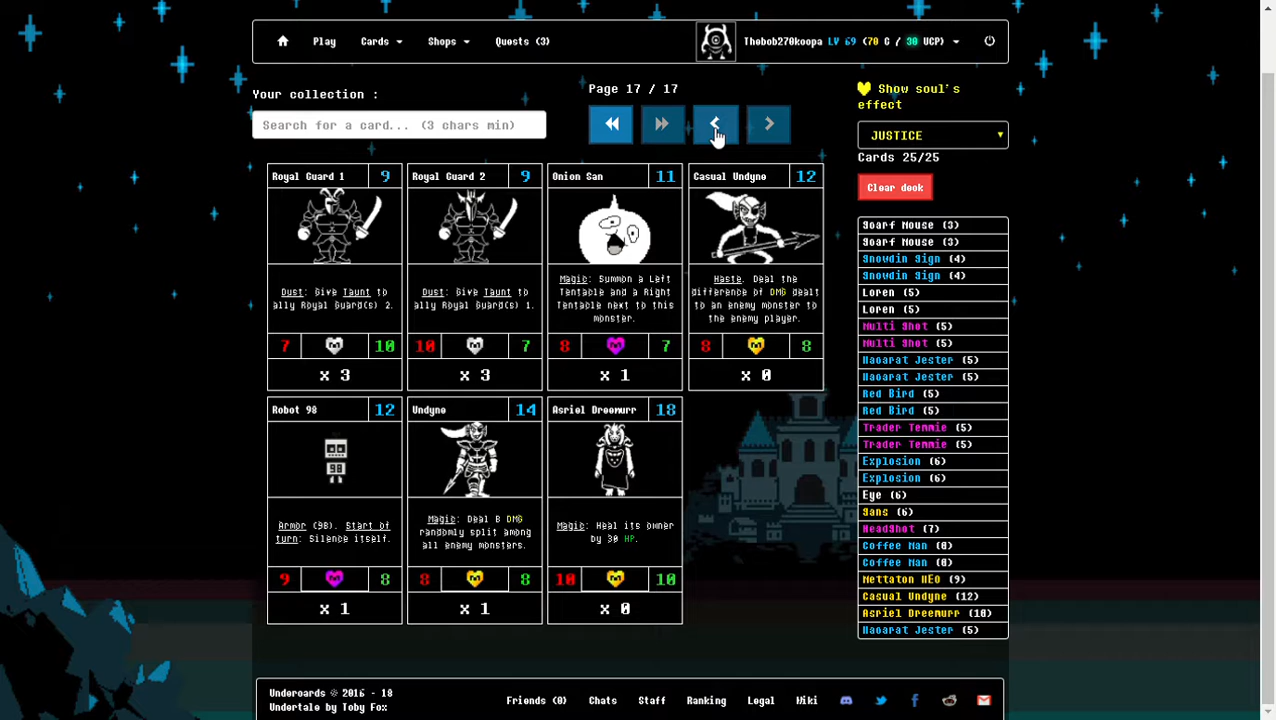 Play Cards Shops Quests (3) Thebob270koopa LV 69 (70 G / 30 UCP)
Your collection :
Search for a card... (3 chars min)
Page 17 / 17
Show soul's
effect
JUSTICE
Cards 25/25
Clear deck
Royal Guard 1 9
Dust: Give Taunt to
ally Royal Guard(s) 2.
7 10
x 3
Royal Guard 2 9
Dust: Give Taunt to
ally Royal Guard(s) 1.
10 7
x 3
Onion San 11
Magic: Summon a Left
Tentacle and a Right
Tentacle next to this
monster.
8 7
x 1
Casual Undyne 12
Haste. Deal the
difference of DMG dealt
to an enemy monster to
the enemy player.
8 8
x 0
Robot 98 12
98
Armor (98). Start of
turn: Silence itself.
9 8
x 1
Undyne 14
Magic: Deal 8 DMG
randomly split among
all enemy monsters.
8 8
x 1
Asriel Dreemurr 18
Magic: Heal its owner
by 30 HP.
10 10
x 0
Scarf Mouse (3)
Scarf Mouse (3)
Snowdin Sign (4)
Snowdin Sign (4)
Loren (5)
Loren (5)
Multi Shot (5)
Multi Shot (5)
Hacarat Jester (5)
Hacarat Jester (5)
Red Bird (5)
Red Bird (5)
Trader Temmie (5)
Trader Temmie (5)
Explosion (6)
Explosion (6)
Eye (6)
Sans (6)
HeadShot (7)
Coffee Man (8)
Coffee Man (8)
Mettaton NEO (9)
Casual Undyne (12)
Asriel Dreemurr (18)
Hacarat Jester (5)
Undercards © 2016 - 18
Undertale by Toby Fox
Friends (0) Chats Staff Ranking Legal Wiki